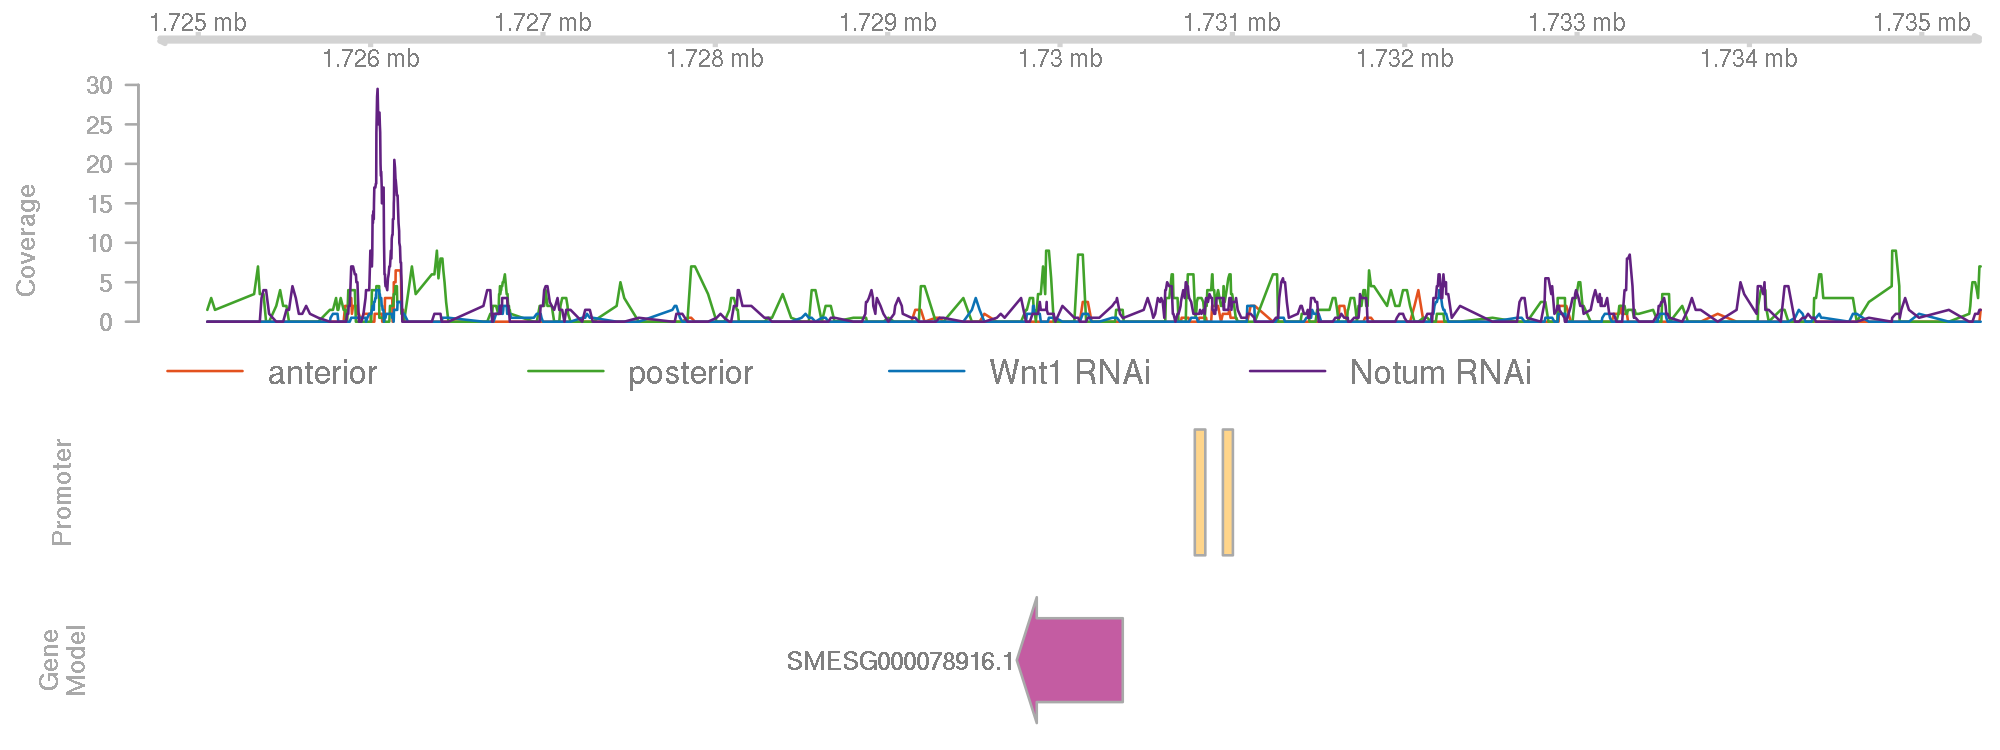 1.725 mb 1.727 mb 1.729 mb 1.731 mb 1.733 mb 1.735 mb
1.726 mb 1.728 mb 1.73 mb 1.732 mb 1.734 mb
30
25
20
15
10
5
0
Coverage
anterior posterior Wnt1 RNAi Notum RNAi
Promoter
Gene
Model
SMESG000078916.1